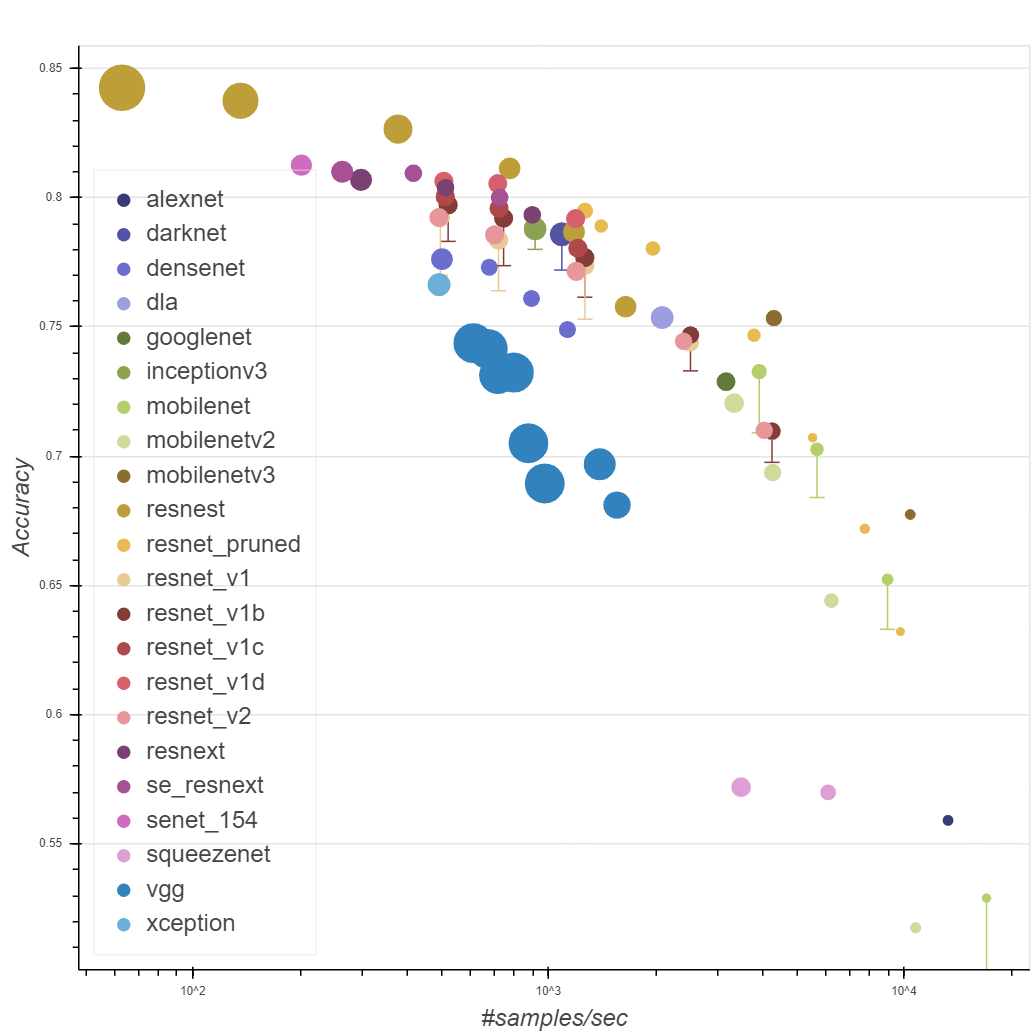 0.85
0.8
0.75
0.7
0.65
0.6
0.55
Accuracy
alexnet
darknet
densenet
dla
googlenet
inceptionv3
mobilenet
mobilenetv2
mobilenetv3
resnest
resnet_pruned
resnet_v1
resnet_v1b
resnet_v1c
resnet_v1d
resnet_v2
resnext
se_resnext
senet_154
squeezenet
vgg
xception
10^2
10^3
10^4
#samples/sec